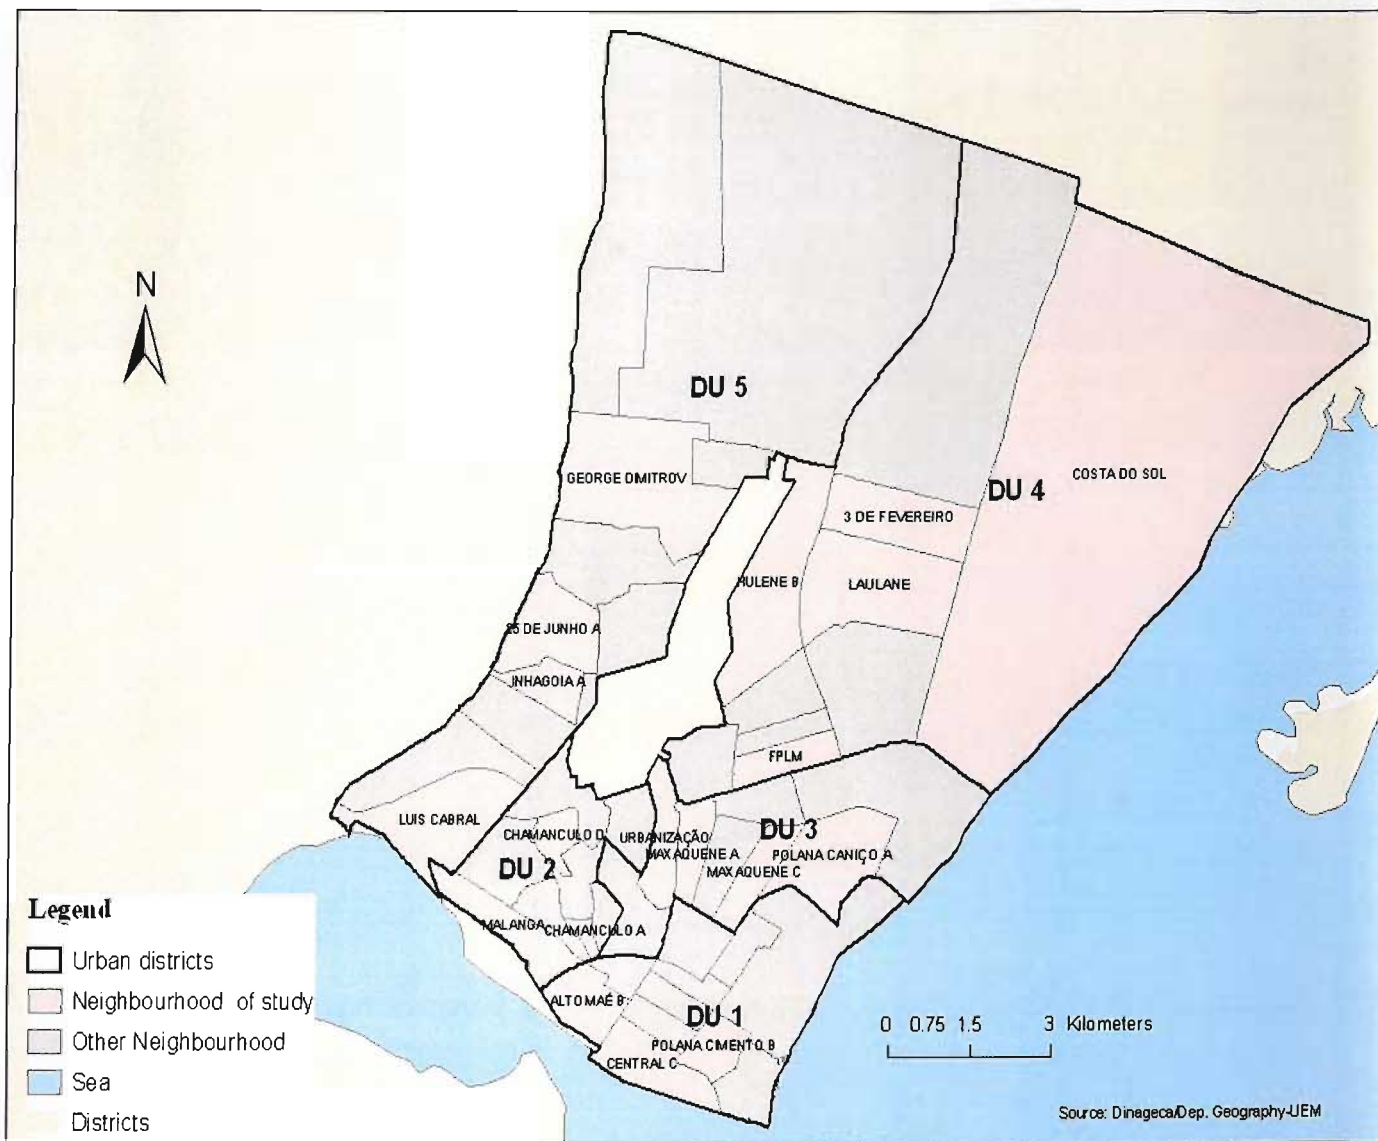 N
DU 5
GEORGE DIMITROV
COSTA DO SOL
DU 4
3 DE FEVEREIRO
HULENE B
LAULANE
25 DE JUNHO A
INHAGOIA A
FPLM
LUIS CABRAL
CHAMANCULO D
URBANIZAÇÃO
DU 3
MAXAQUENE A
POLANA CANIÇO A
DU 2
MAXAQUENE C
MALANGA
CHAMANCULO A
ALTO MAÉ B
DU 1
POLANA CIMENTO B
CENTRAL C
Legend
Urban districts
Neighbourhood of study
Other Neighbourhood
Sea
Districts
0 0.75 1.5 3 Kilometers
Source: Dinageca/Dep. Geography-UEM